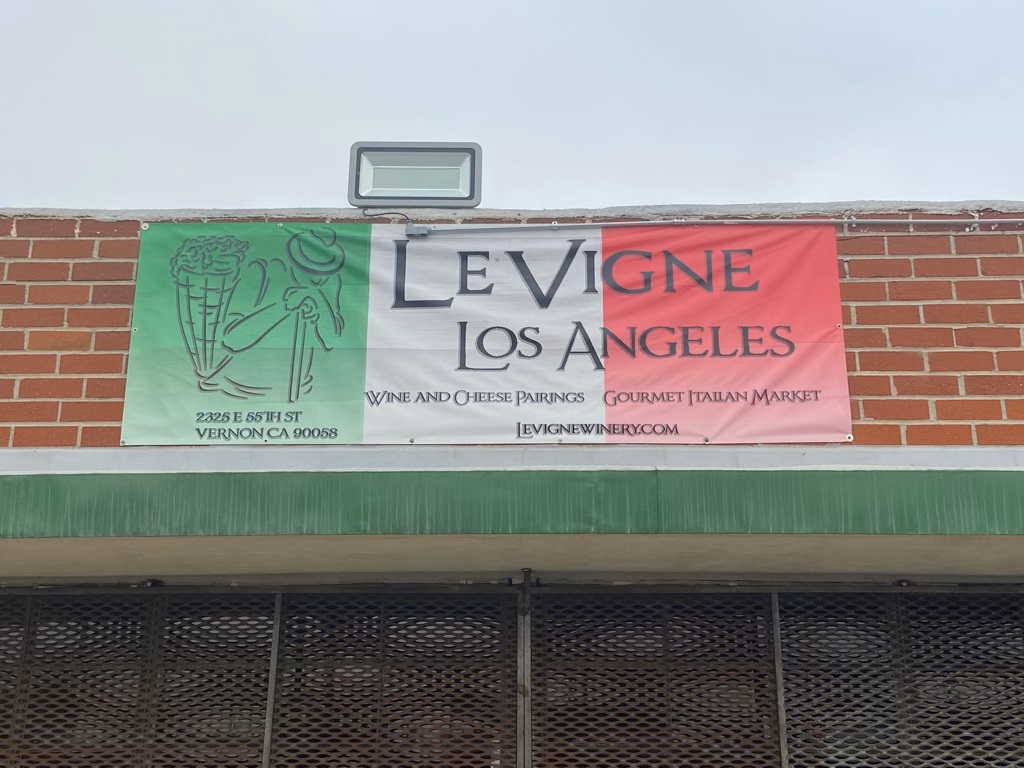 LeVigne
Los Angeles
Wine and Cheese Pairings Gourmet Italian Market
2325 E 55TH ST
VERNON CA 90058
Levignewinery.com